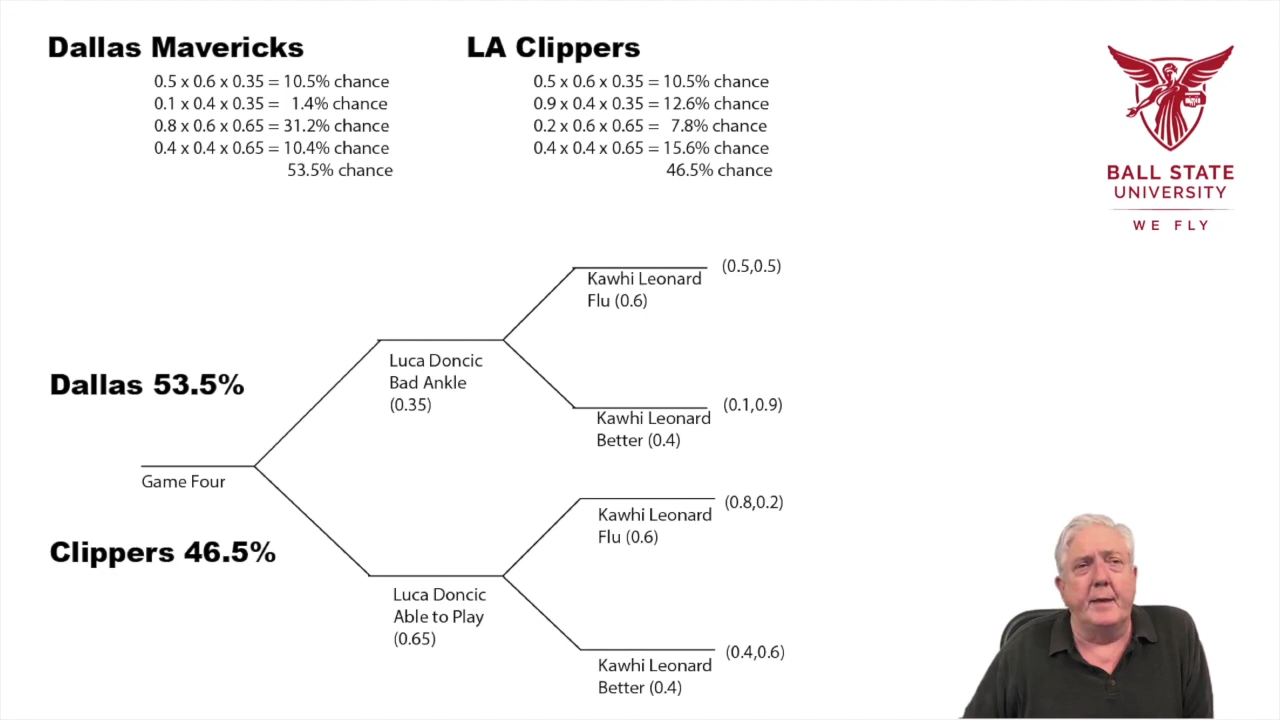 Dallas Mavericks
0.5 x 0.6 x 0.35 = 10.5% chance
0.1 x 0.4 x 0.35 = 1.4% chance
0.8 x 0.6 x 0.65 = 31.2% chance
0.4 x 0.4 x 0.65 = 10.4% chance
53.5% chance
LA Clippers
0.5 x 0.6 x 0.35 = 10.5% chance
0.9 x 0.4 x 0.35 = 12.6% chance
0.2 x 0.6 x 0.65 = 7.8% chance
0.4 x 0.4 x 0.65 = 15.6% chance
46.5% chance
BALL STATE
UNIVERSITY
WE FLY
Dallas 53.5%
Clippers 46.5%
Game Four
Luca Doncic
Bad Ankle
(0.35)
Luca Doncic
Able to Play
(0.65)
Kawhi Leonard
Flu (0.6)
(0.5,0.5)
Kawhi Leonard
Better (0.4)
(0.1,0.9)
Kawhi Leonard
Flu (0.6)
(0.8,0.2)
Kawhi Leonard
Better (0.4)
(0.4,0.6)